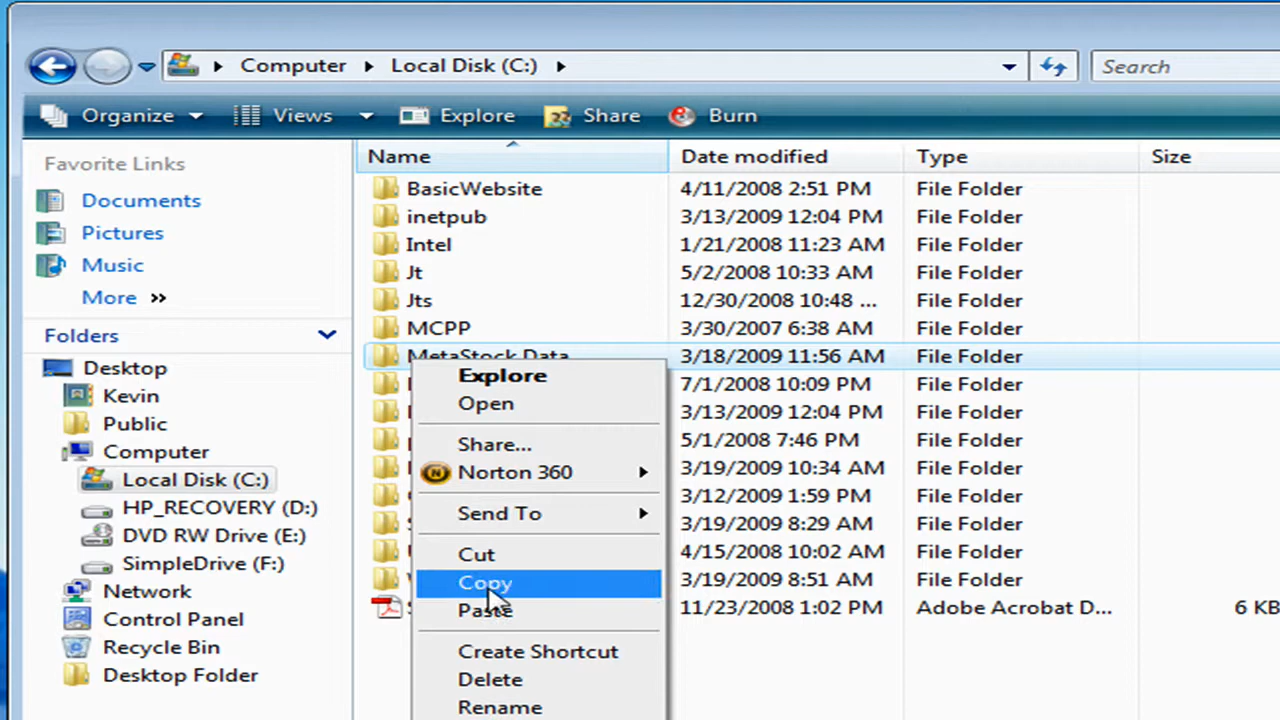 Computer Local Disk (C:) Search
Organize Views Explore Share Burn
Favorite Links
Documents
Pictures
Music
More »
Folders
Desktop
Kevin
Public
Computer
Local Disk (C:)
HP_RECOVERY (D:)
DVD RW Drive (E:)
SimpleDrive (F:)
Network
Control Panel
Recycle Bin
Desktop Folder
Name Date modified Type Size
BasicWebsite 4/11/2008 2:51 PM File Folder
inetpub 3/13/2009 12:04 PM File Folder
Intel 1/21/2008 11:23 AM File Folder
Jt 5/2/2008 10:33 AM File Folder
Jts 12/30/2008 10:48 ... File Folder
MCPP 3/30/2007 6:38 AM File Folder
MetaStock Data 3/18/2009 11:56 AM File Folder
7/1/2008 10:09 PM File Folder
3/13/2009 12:04 PM File Folder
5/1/2008 7:46 PM File Folder
3/19/2009 10:34 AM File Folder
3/12/2009 1:59 PM File Folder
3/19/2009 8:29 AM File Folder
4/15/2008 10:02 AM File Folder
3/19/2009 8:51 AM File Folder
11/23/2008 1:02 PM Adobe Acrobat D... 6 KB
Explore
Open
Share...
Norton 360
Send To
Cut
Copy
Paste
Create Shortcut
Delete
Rename